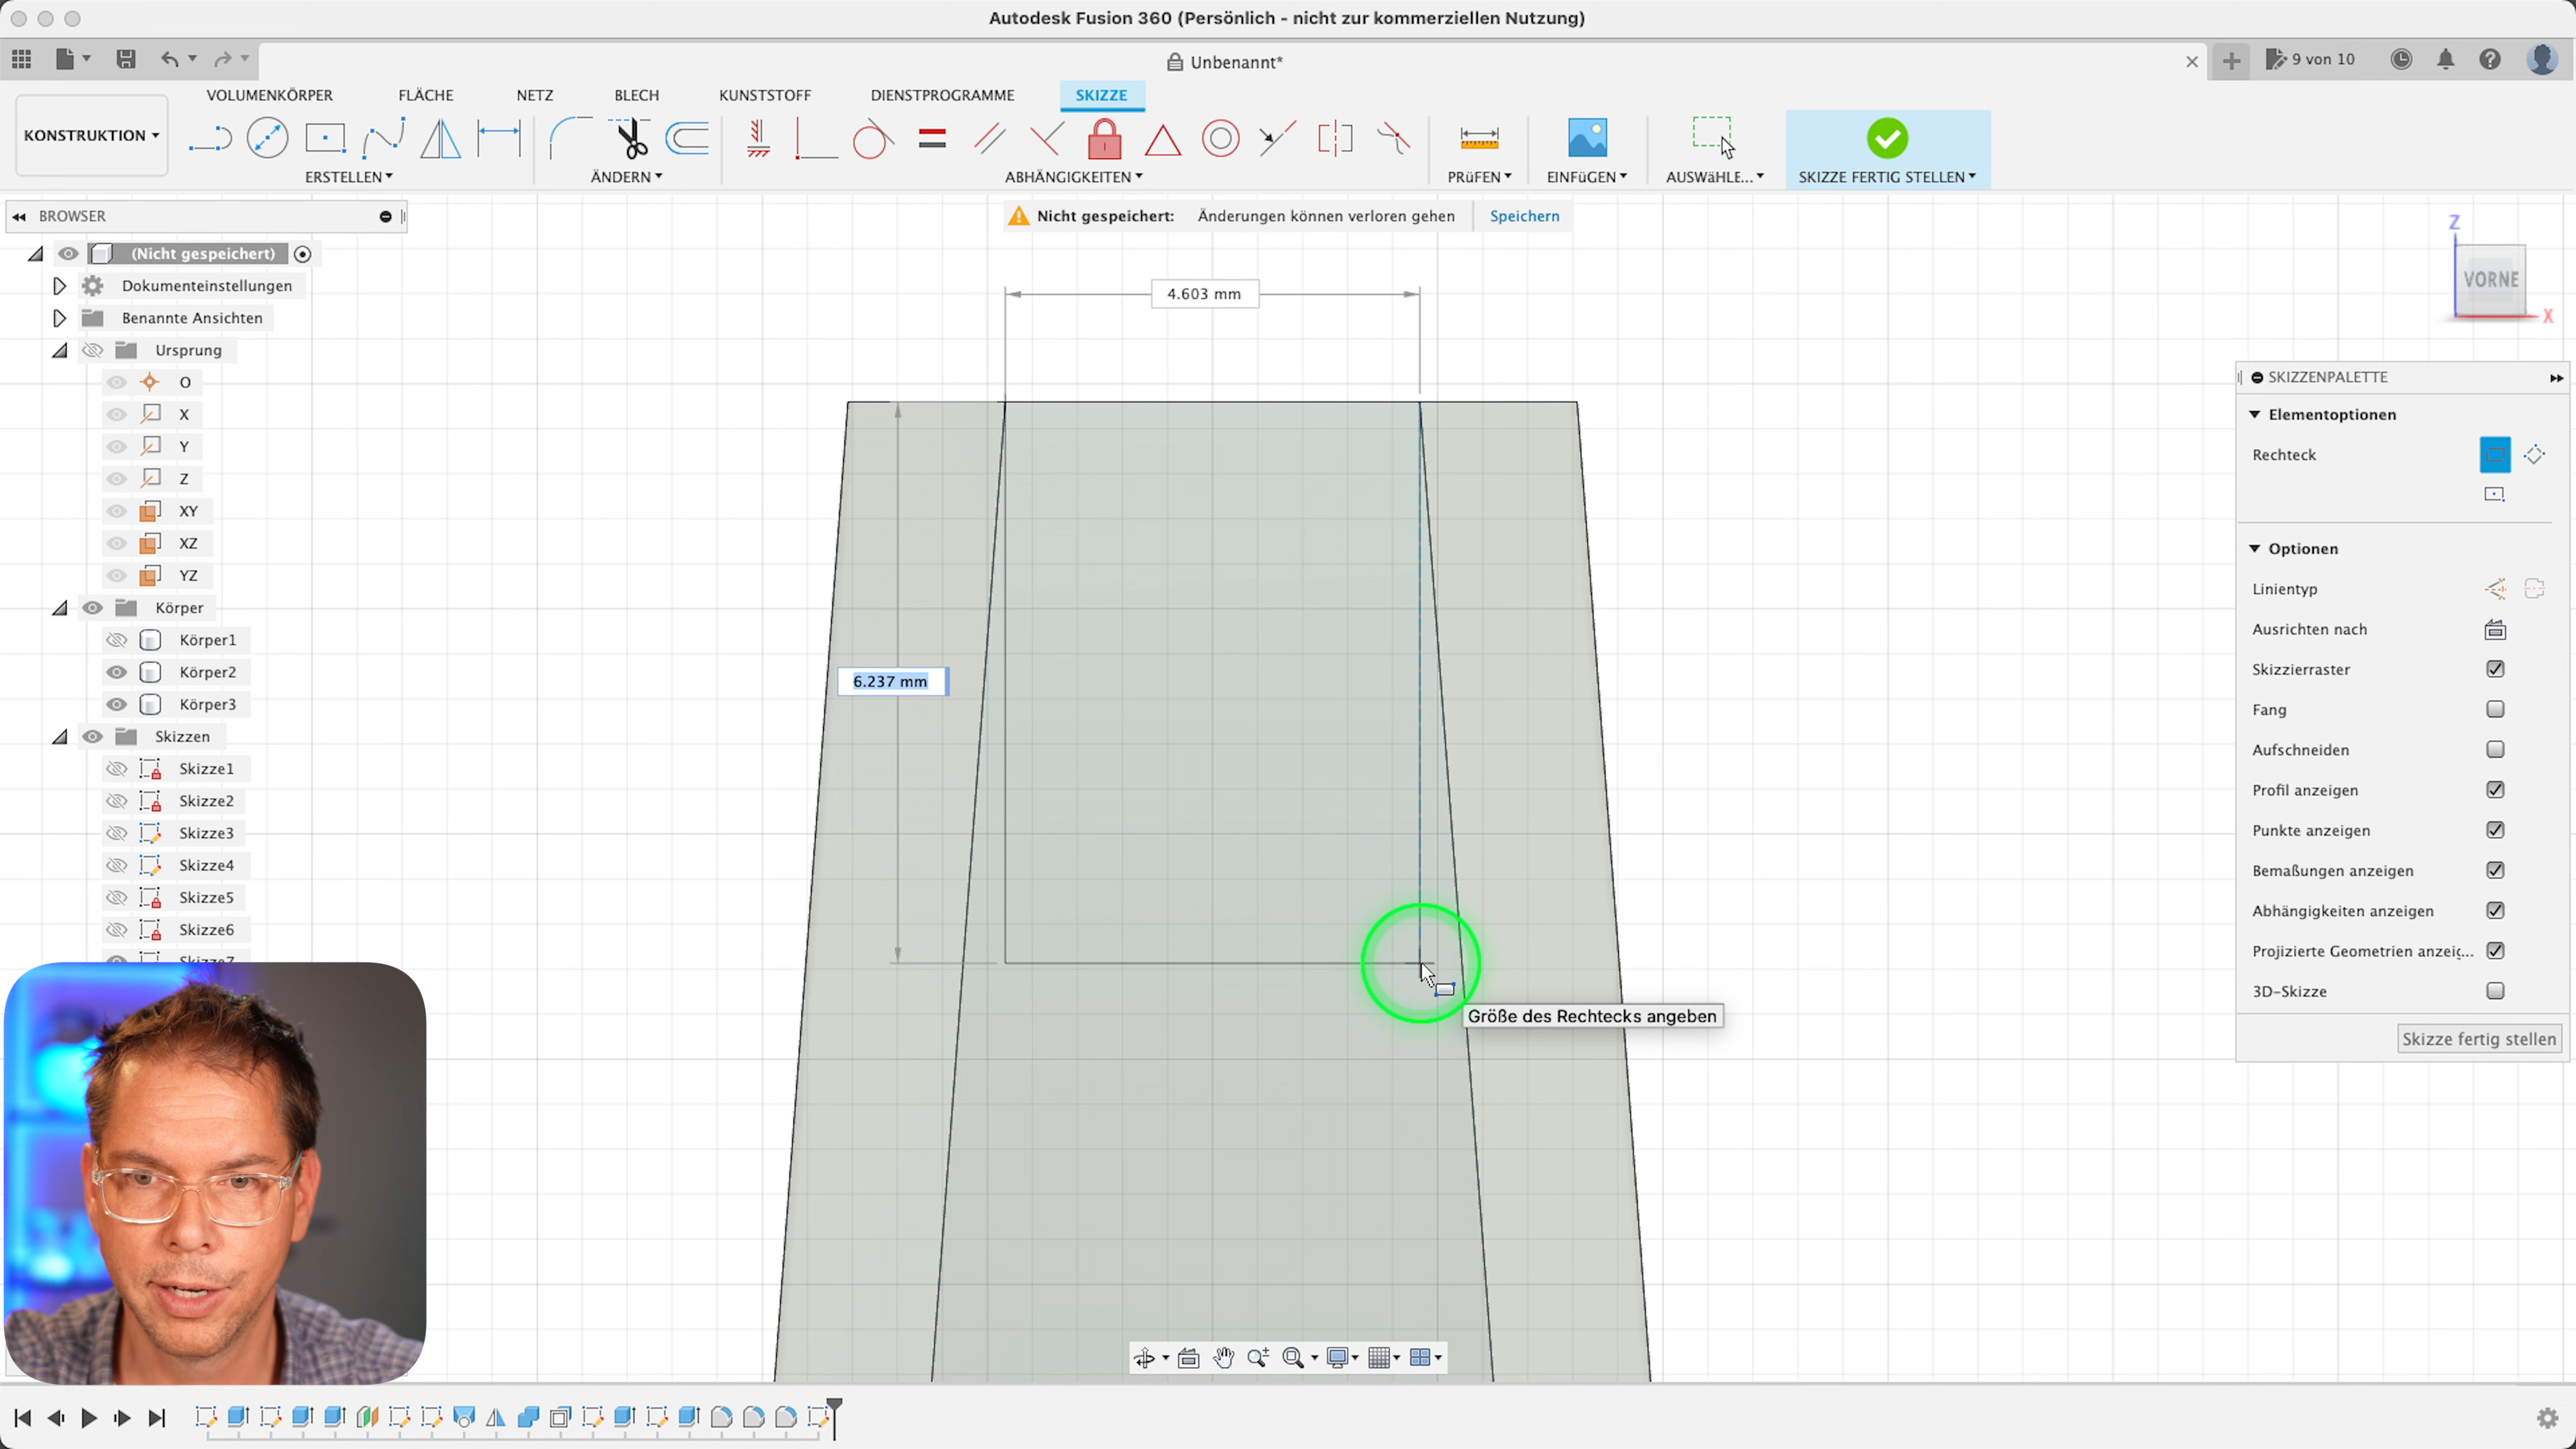 Autodesk Fusion 360 (Persönlich - nicht zur kommerziellen Nutzung)
Unbenannt*
9 von 10
VOLUMENKÖRPER FLÄCHE NETZ BLECH KUNSTSTOFF DIENSTPROGRAMME SKIZZE
KONSTRUKTION
ERSTELLEN ÄNDERN ABHÄNGIGKEITEN PRüFEN EINFüGEN AUSWäHLE... SKIZZE FERTIG STELLEN
BROWSER
Nicht gespeichert: Änderungen können verloren gehen Speichern
(Nicht gespeichert)
Dokumenteinstellungen
Benannte Ansichten
Ursprung
O
X
Y
Z
XY
XZ
YZ
Körper
Körper1
Körper2
Körper3
Skizzen
Skizze1
Skizze2
Skizze3
Skizze4
Skizze5
Skizze6
Skizze7
4.603 mm
6.237 mm
Größe des Rechtecks angeben
Z
VORNE
X
SKIZZENPALETTE
Elementoptionen
Rechteck
Optionen
Linientyp
Ausrichten nach
Skizzierraster
Fang
Aufschneiden
Profil anzeigen
Punkte anzeigen
Bemaßungen anzeigen
Abhängigkeiten anzeigen
Projizierte Geometrien anzeig...
3D-Skizze
Skizze fertig stellen